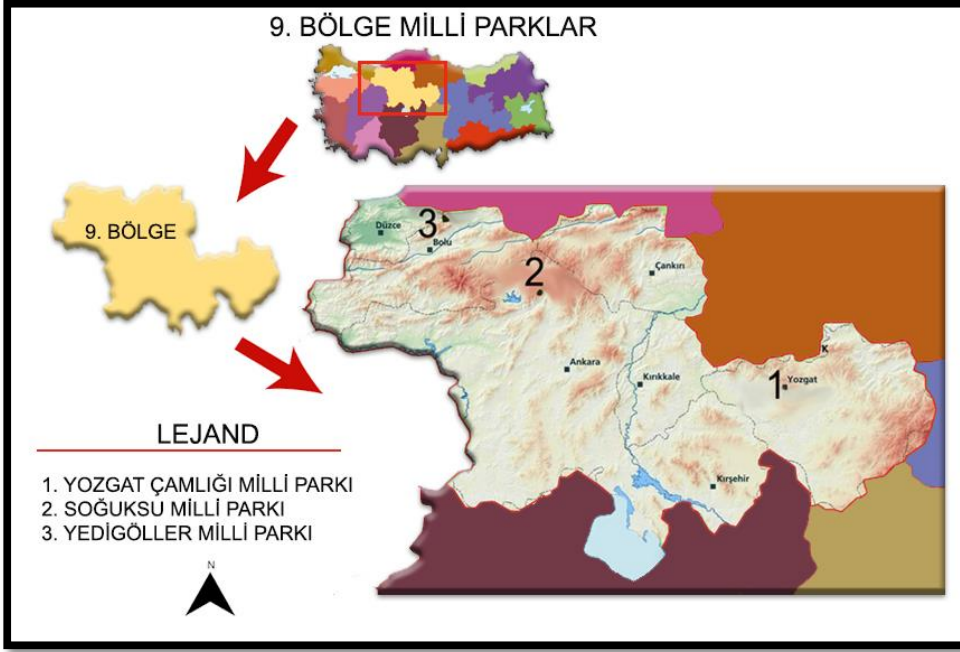 9. BÖLGE MİLLİ PARKLAR
9. BÖLGE
3
Düzce
Bolu
2
Çankırı
Ankara
Kırıkkale
1
Yozgat
K
Kırşehir
LEJAND
1. YOZGAT ÇAMLIĞI MİLLİ PARKI
2. SOĞUKSU MİLLİ PARKI
3. YEDİGÖLLER MİLLİ PARKI
N